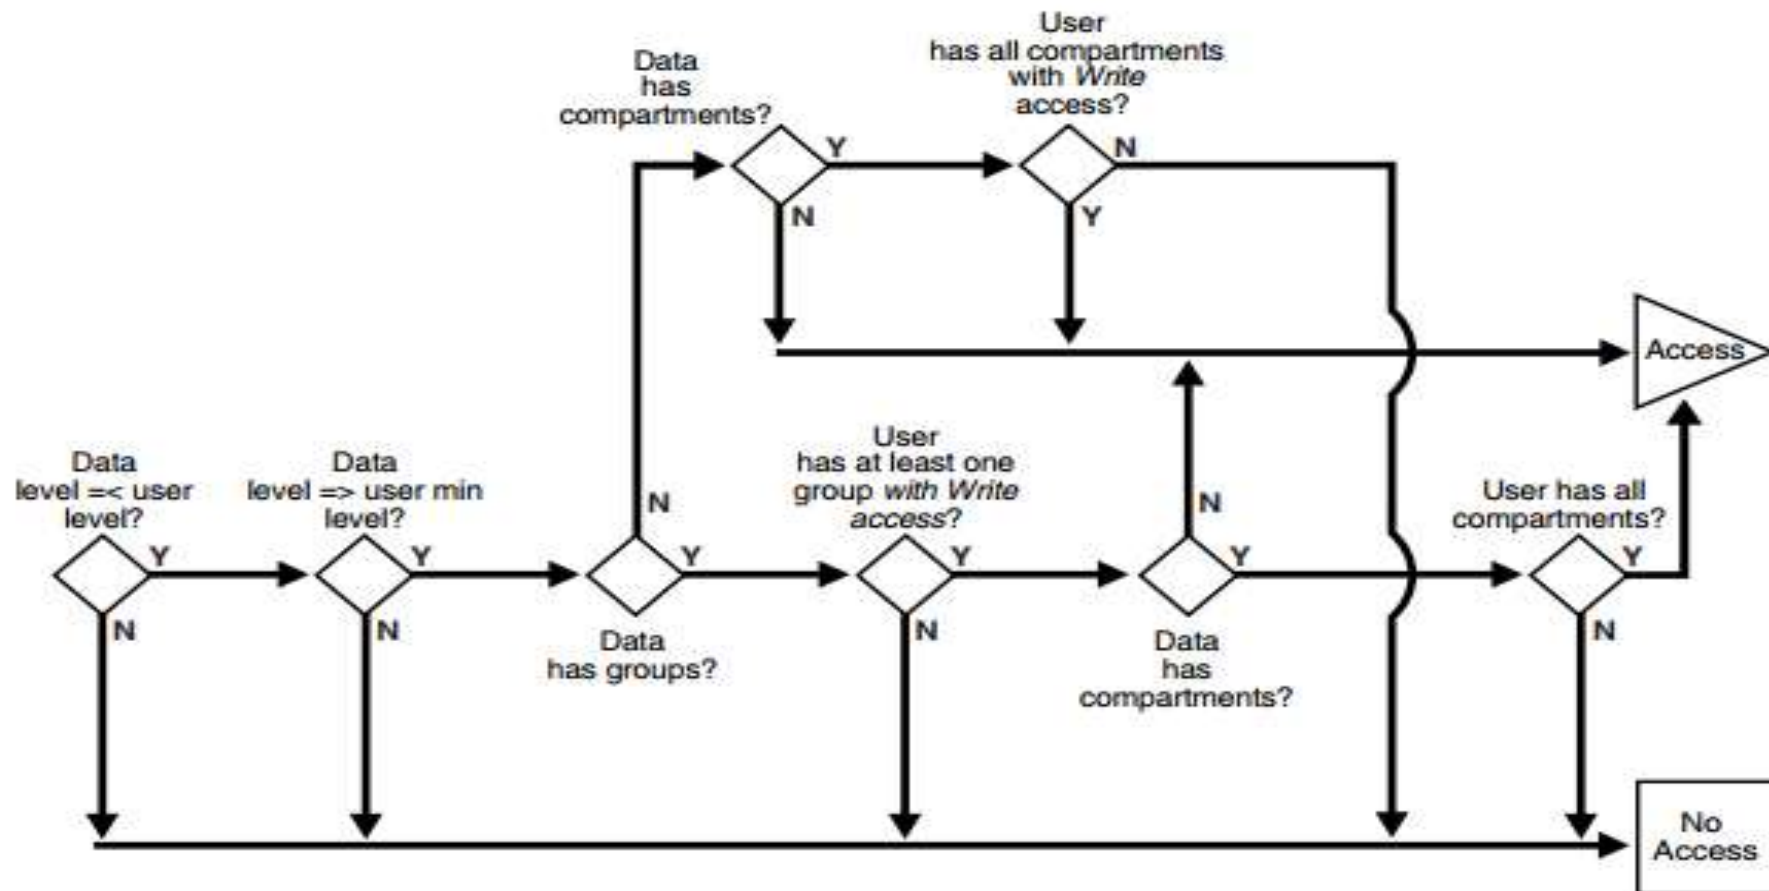 User
has all compartments
with Write
access?
Data
has
compartments?
Y
N
N
Y
Access
User
has at least one
group with Write
access?
Data
level =< user
level?
Data
level => user min
level?
N
N
User has all
compartments?
Y
Y
Y
Y
Y
Y
N
N
N
N
Data
has groups?
Data
has
compartments?
No
Access